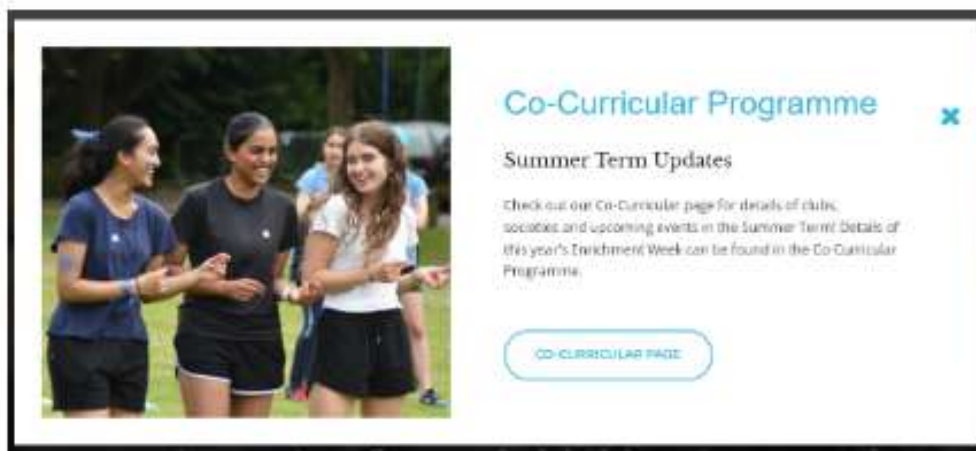 Co-Curricular Programme
Summer Term Updates
Check out our Co-Curricular page for details of clubs,
societies and upcoming events in the Summer Term! Details of
this year's Enrichment Week can be found in the Co-Curricular
Programme.
CO-CURRICULAR PAGE